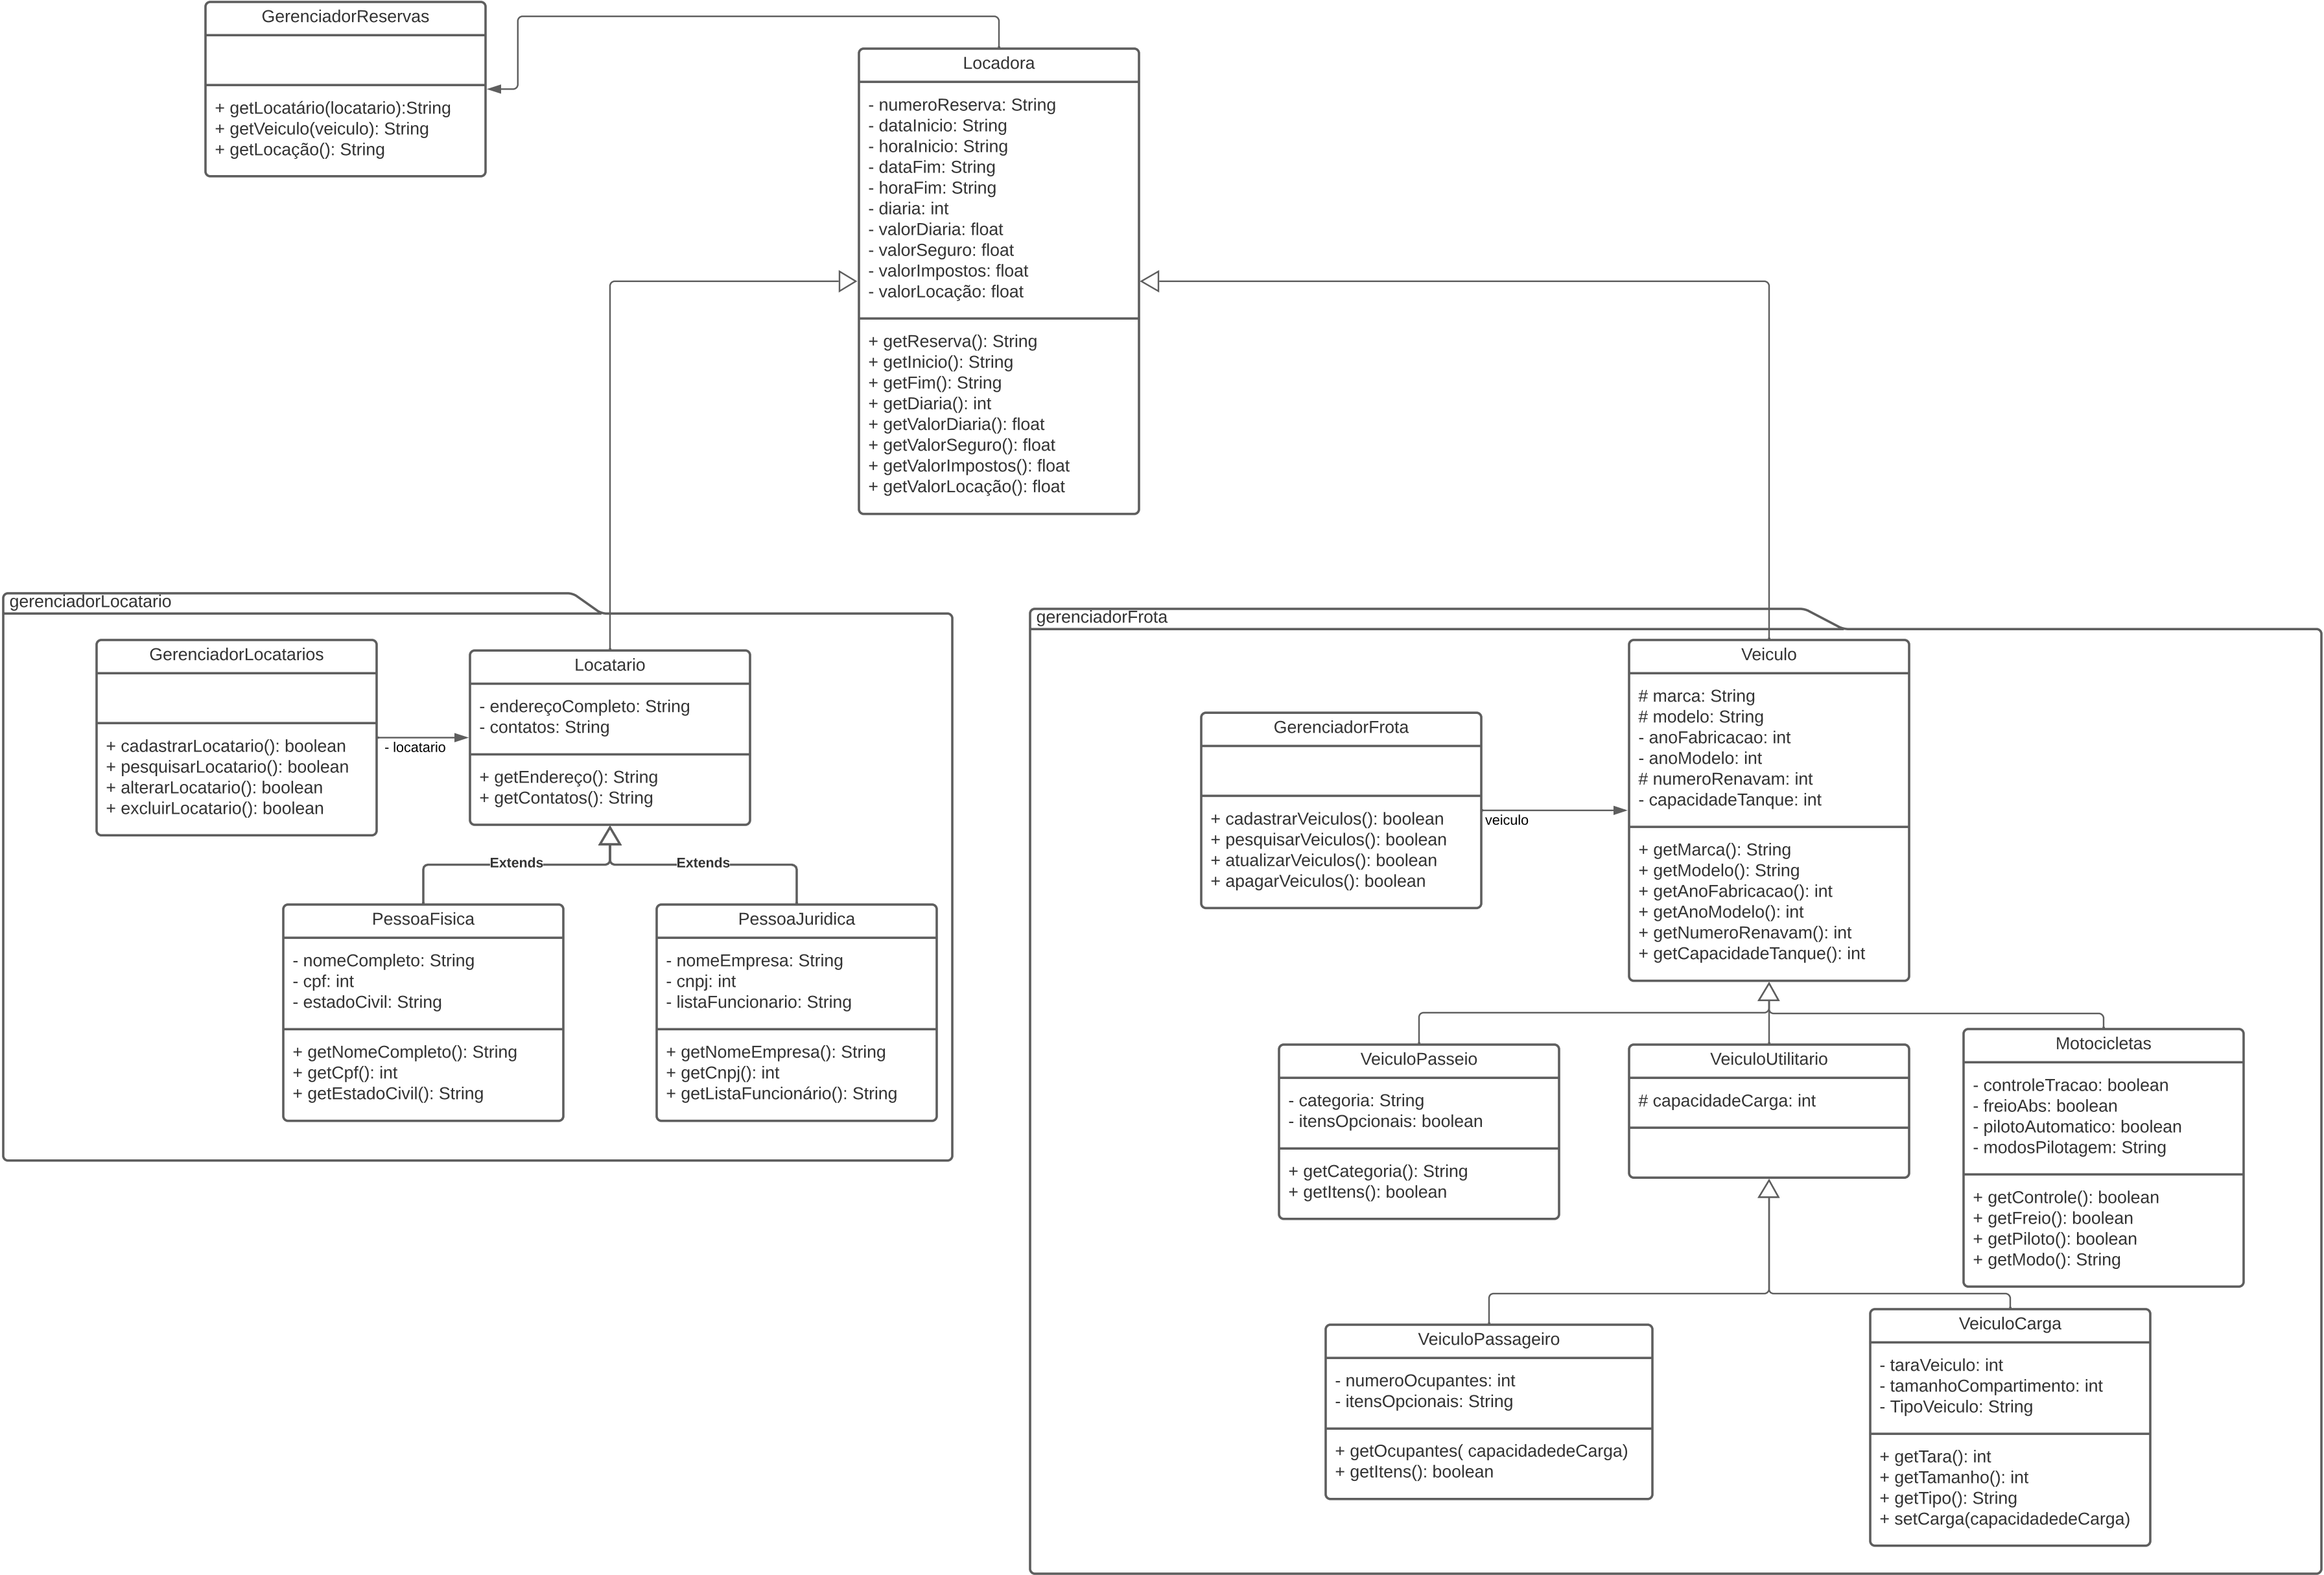 GerenciadorReservas
+ getLocatário(locatario):String
+ getVeiculo(veiculo): String
+ getLocação(): String
Locadora
- numeroReserva: String
- dataInicio: String
- horaInicio: String
- dataFim: String
- horaFim: String
- diaria: int
- valorDiaria: float
- valorSeguro: float
- valorImpostos: float
- valorLocação: float
+ getReserva(): String
+ getInicio(): String
+ getFim(): String
+ getDiaria(): int
+ getValorDiaria(): float
+ getValorSeguro(): float
+ getValorImpostos(): float
+ getValorLocação(): float
gerenciadorLocatario
GerenciadorLocatarios
+ cadastrarLocatario(): boolean
+ pesquisarLocatario(): boolean
+ alterarLocatario(): boolean
+ excluirLocatario(): boolean
- locatario
Locatario
- endereçoCompleto: String
- contatos: String
+ getEndereço(): String
+ getContatos(): String
Extends
Extends
PessoaFisica
- nomeCompleto: String
- cpf: int
- estadoCivil: String
+ getNomeCompleto(): String
+ getCpf(): int
+ getEstadoCivil(): String
PessoaJuridica
- nomeEmpresa: String
- cnpj: int
- listaFuncionario: String
+ getNomeEmpresa(): String
+ getCnpj(): int
+ getListaFuncionário(): String
gerenciadorFrota
GerenciadorFrota
+ cadastrarVeiculos(): boolean
+ pesquisarVeiculos(): boolean
+ atualizarVeiculos(): boolean
+ apagarVeiculos(): boolean
veiculo
Veiculo
# marca: String
# modelo: String
- anoFabricacao: int
- anoModelo: int
# numeroRenavam: int
- capacidadeTanque: int
+ getMarca(): String
+ getModelo(): String
+ getAnoFabricacao(): int
+ getAnoModelo(): int
+ getNumeroRenavam(): int
+ getCapacidadeTanque(): int
VeiculoPasseio
- categoria: String
- itensOpcionais: boolean
+ getCategoria(): String
+ getItens(): boolean
VeiculoUtilitario
# capacidadeCarga: int
Motocicletas
- controleTracao: boolean
- freioAbs: boolean
- pilotoAutomatico: boolean
- modosPilotagem: String
+ getControle(): boolean
+ getFreio(): boolean
+ getPiloto(): boolean
+ getModo(): String
VeiculoPassageiro
- numeroOcupantes: int
- itensOpcionais: String
+ getOcupantes( capacidadedeCarga)
+ getItens(): boolean
VeiculoCarga
- taraVeiculo: int
- tamanhoCompartimento: int
- TipoVeiculo: String
+ getTara(): int
+ getTamanho(): int
+ getTipo(): String
+ setCarga(capacidadedeCarga)